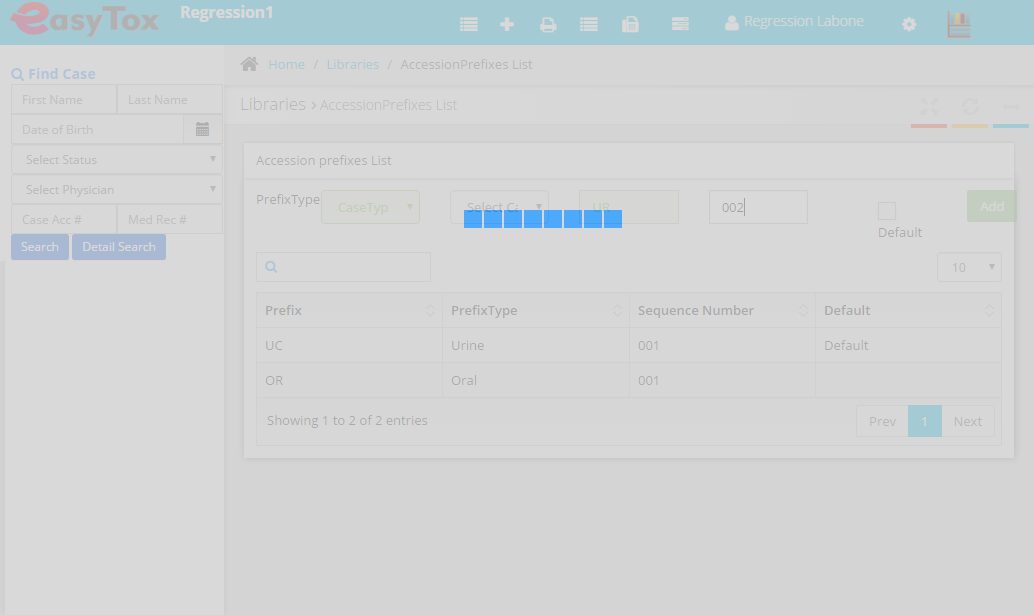 easyTox
Regression1
Regression Labone
Find Case
First Name Last Name
Date of Birth
Select Status
Select Physician
Case Acc # Med Rec #
Search Detail Search
Home / Libraries / AccessionPrefixes List
Libraries > AccessionPrefixes List
Accession prefixes List
PrefixType CaseTyp Select Ca UR 002 Default Add
10
Prefix PrefixType Sequence Number Default
UC Urine 001 Default
OR Oral 001
Showing 1 to 2 of 2 entries
Prev 1 Next